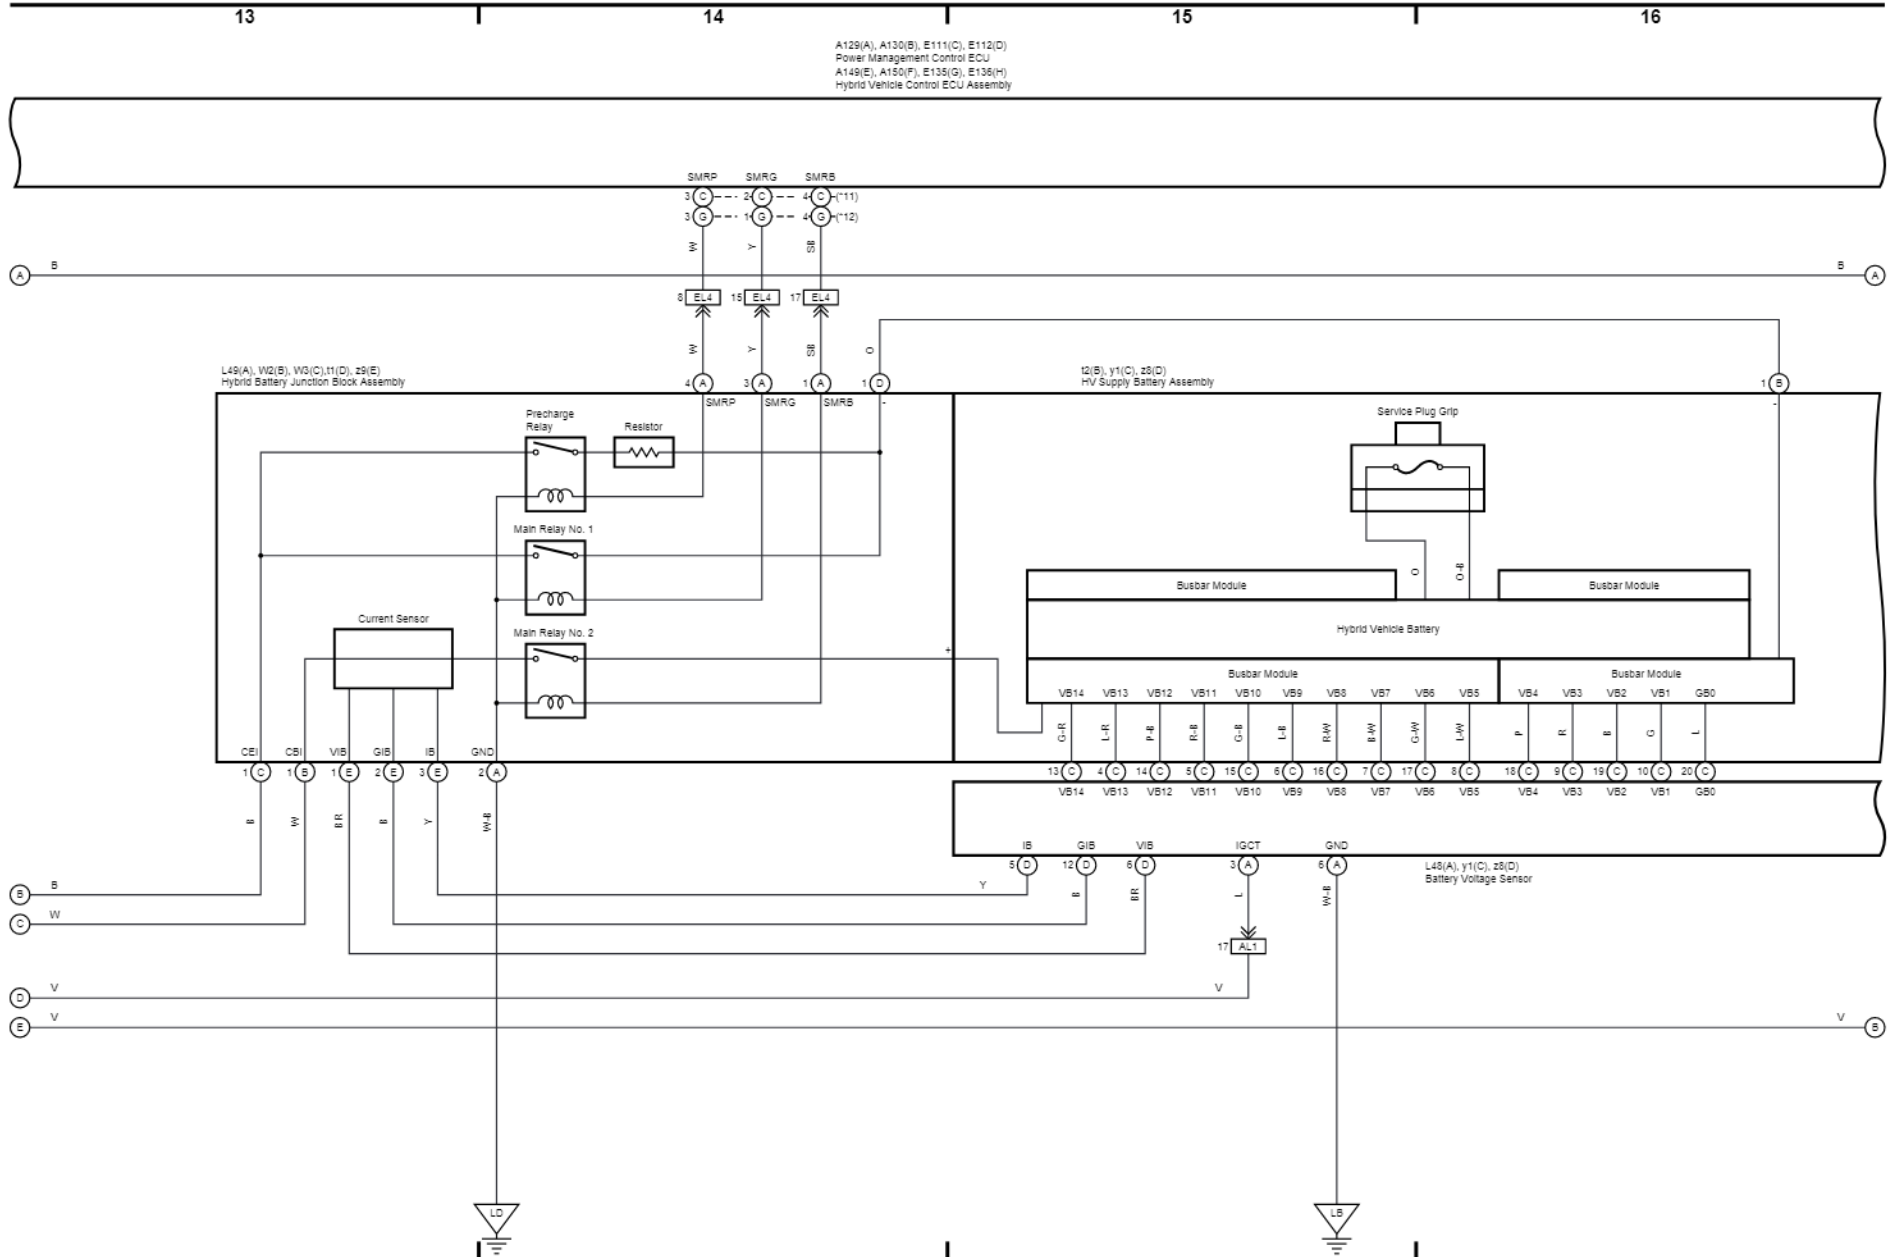 13 14 15 16
A129(A), A130(B), E111(C), E112(D)
Power Management Control ECU
A149(E), A150(F), E135(G), E136(H)
Hybrid Vehicle Control ECU Assembly
SMRP SMRG SMRB
3 C 2 C 4 C (*11)
3 G 1 G 4 G (*12)
W Y SB
A B B A
8 EL4 15 EL4 17 EL4
W Y SB O
L49(A), W2(B), W3(C),t1(D), z9(E)
Hybrid Battery Junction Block Assembly
t2(B), y1(C), z8(D)
HV Supply Battery Assembly
4 A 3 A 1 A 1 D 1 B
SMRP SMRG SMRB - -
Precharge
Relay
Resistor
Service Plug Grip
Main Relay No. 1
O O-B
Busbar Module Busbar Module
Current Sensor
Hybrid Vehicle Battery
Main Relay No. 2
+
Busbar Module Busbar Module
VB14 VB13 VB12 VB11 VB10 VB9 VB8 VB7 VB6 VB5 VB4 VB3 VB2 VB1 GB0
G-R L-R P-B R-B G-B L-B R-W B-W G-W L-W P R B G L
CEI CBI VIB GIB IB GND
1 C 1 B 1 E 2 E 3 E 2 A
13 C 4 C 14 C 5 C 15 C 6 C 16 C 7 C 17 C 8 C 18 C 9 C 19 C 10 C 20 C
VB14 VB13 VB12 VB11 VB10 VB9 VB8 VB7 VB6 VB5 VB4 VB3 VB2 VB1 GB0
B W BR B Y W-B
IB GIB VIB IGCT GND
5 D 12 D 6 D 3 A 6 A
L48(A), y1(C), z8(D)
Battery Voltage Sensor
B B Y B BR L W-B
C W
17 AL1
D V V
E V V B
LD LB